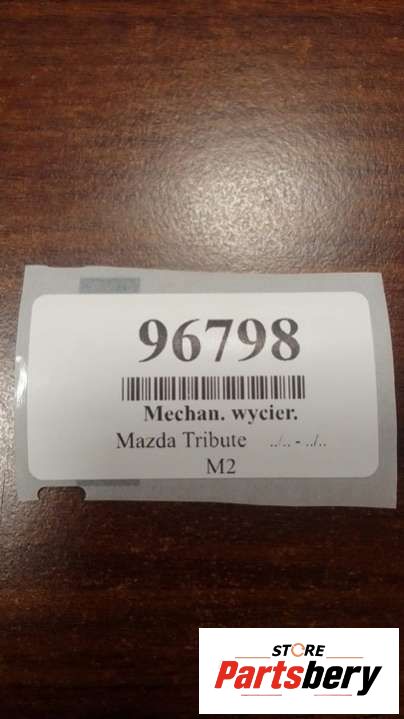 96798
Mechan. wycier.
Mazda Tribute ../.. - ../..
M2
STORE
Partsbery